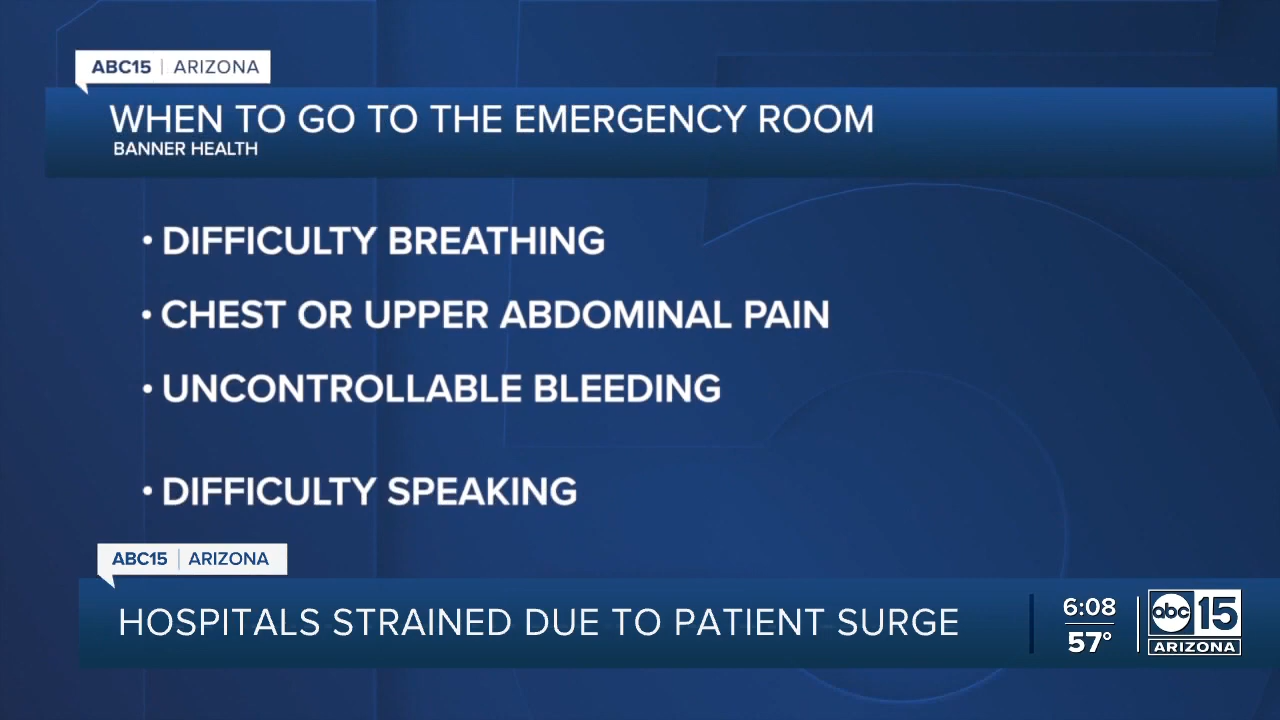 ABC15 | ARIZONA
WHEN TO GO TO THE EMERGENCY ROOM
BANNER HEALTH
• DIFFICULTY BREATHING
• CHEST OR UPPER ABDOMINAL PAIN
• UNCONTROLLABLE BLEEDING
• DIFFICULTY SPEAKING
ABC15 | ARIZONA
HOSPITALS STRAINED DUE TO PATIENT SURGE
6:08
57°
abc 15
ARIZONA